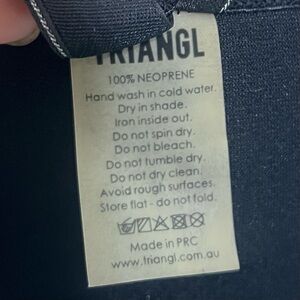 TRIANGL
100% NEOPRENE
Hand wash in cold water.
Dry in shade.
Iron inside out.
Do not spin dry.
Do not bleach.
Do not tumble dry.
Do not dry clean.
Avoid rough surfaces.
Store flat - do not fold.
Made in PRC
www.triangl.com.au